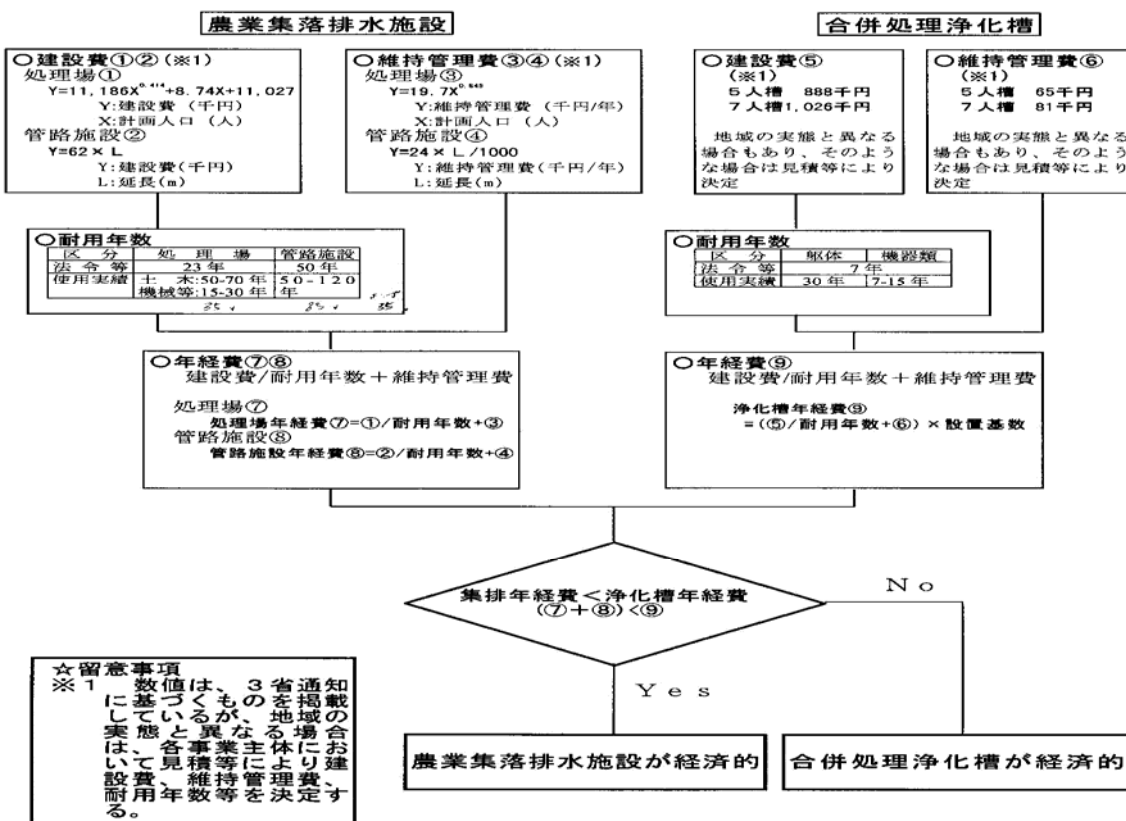 農業集落排水施設
○建設費①②(※1)
処理場①
Y=11,186X^0.414+8.74X+11,027
Y:建設費(千円)
X:計画人口(人)
管路施設②
Y=62×L
Y:建設費(千円)
L:延長(m)
○維持管理費③④(※1)
処理場③
Y=19.7X
Y:維持管理費(千円/年)
X:計画人口(人)
管路施設④
Y=24×L/1000
Y:維持管理費(千円/年)
L:延長(m)
○耐用年数
区 分 処 理 場 管路施設
法令等 23年 50年
使用実績 土 木:50-70年 50-120
機械等:15-30年 年
35 35 35
○年経費⑦⑧
建設費/耐用年数+維持管理費
処理場⑦
処理場年経費⑦=①/耐用年数+③
管路施設⑧
管路施設年経費⑧=②/耐用年数+④
合併処理浄化槽
○建設費⑤
(※1)
5人槽 888千円
7人槽1,026千円
地域の実態と異なる
場合もあり、そのよう
な場合は見積等により
決定
○維持管理費⑥
(※1)
5人槽 65千円
7人槽 81千円
地域の実態と異なる
場合もあり、そのよう
な場合は見積等により
決定
○耐用年数
区 分 躯体 機器類
法令等 7年
使用実績 30年 7-15年
○年経費⑨
建設費/耐用年数+維持管理費
浄化槽年経費⑨
=(⑤/耐用年数+⑥)×設置基数
集排年経費<浄化槽年経費
(⑦+⑧)<⑨
No
Yes
農業集落排水施設が経済的
合併処理浄化槽が経済的
☆留意事項
※1 数値は、3省通知
に基づくものを掲載
しているが、地域の
実態と異なる場合
は、各事業主体にお
いて見積等により建
設費、維持管理費、
耐用年数等を決定す
る。